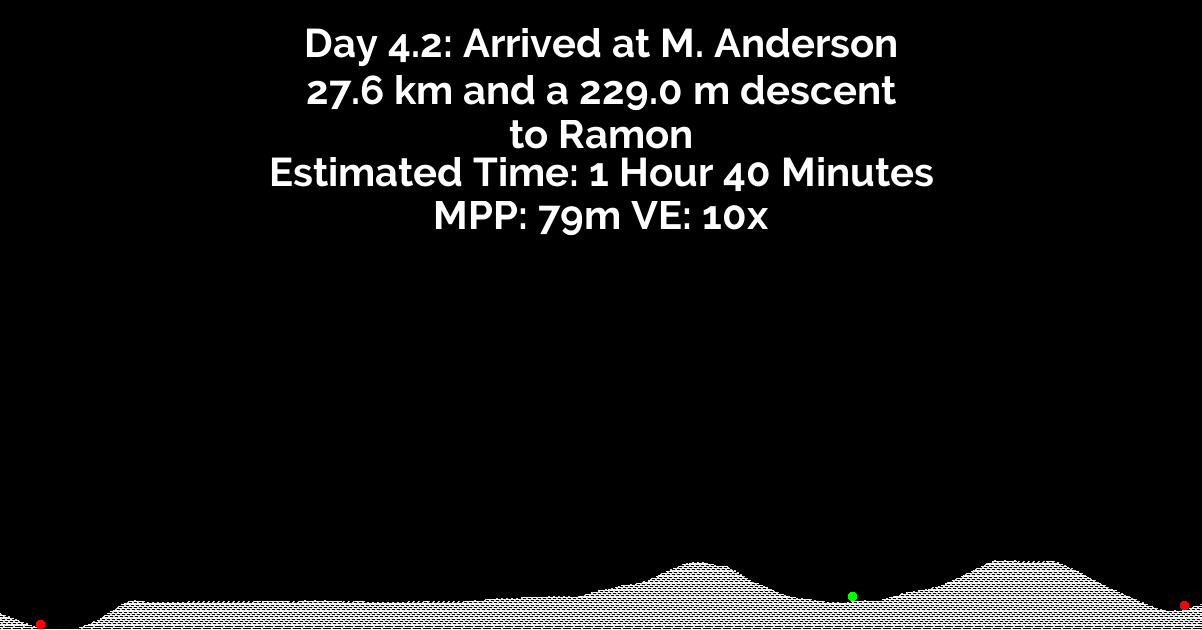 Day 4.2: Arrived at M. Anderson
27.6 km and a 229.0 m descent
to Ramon
Estimated Time: 1 Hour 40 Minutes
MPP: 79m VE: 10x